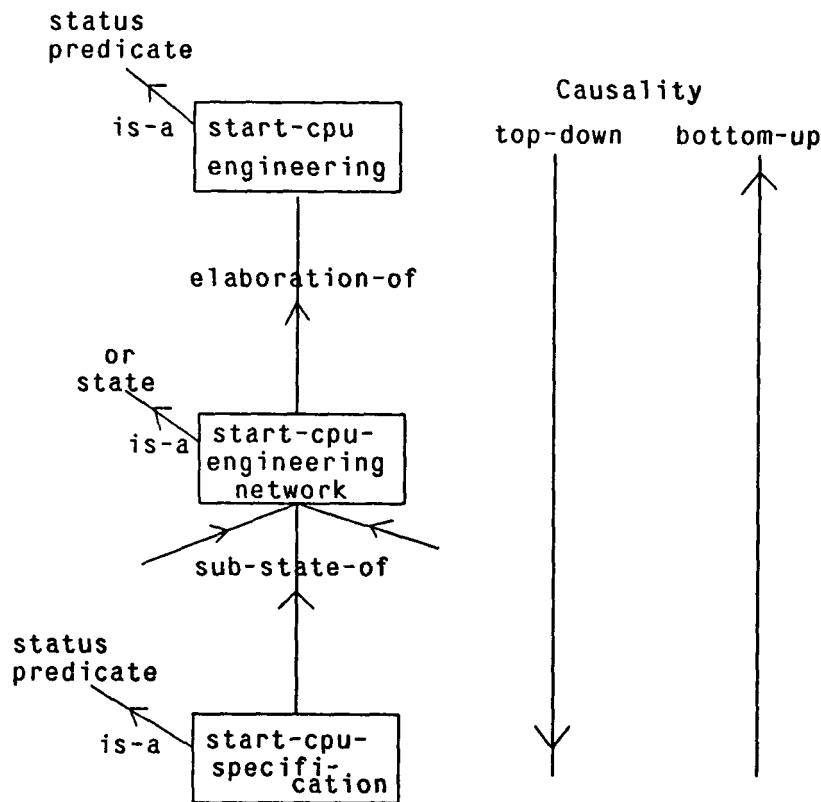 status
predicate
is-a
start-cpu
engineering
Causality
top-down
bottom-up
elaboration-of
or
state
is-a
start-cpu-
engineering
network
sub-state-of
status
predicate
is-a
start-cpu-
specifi-
cation